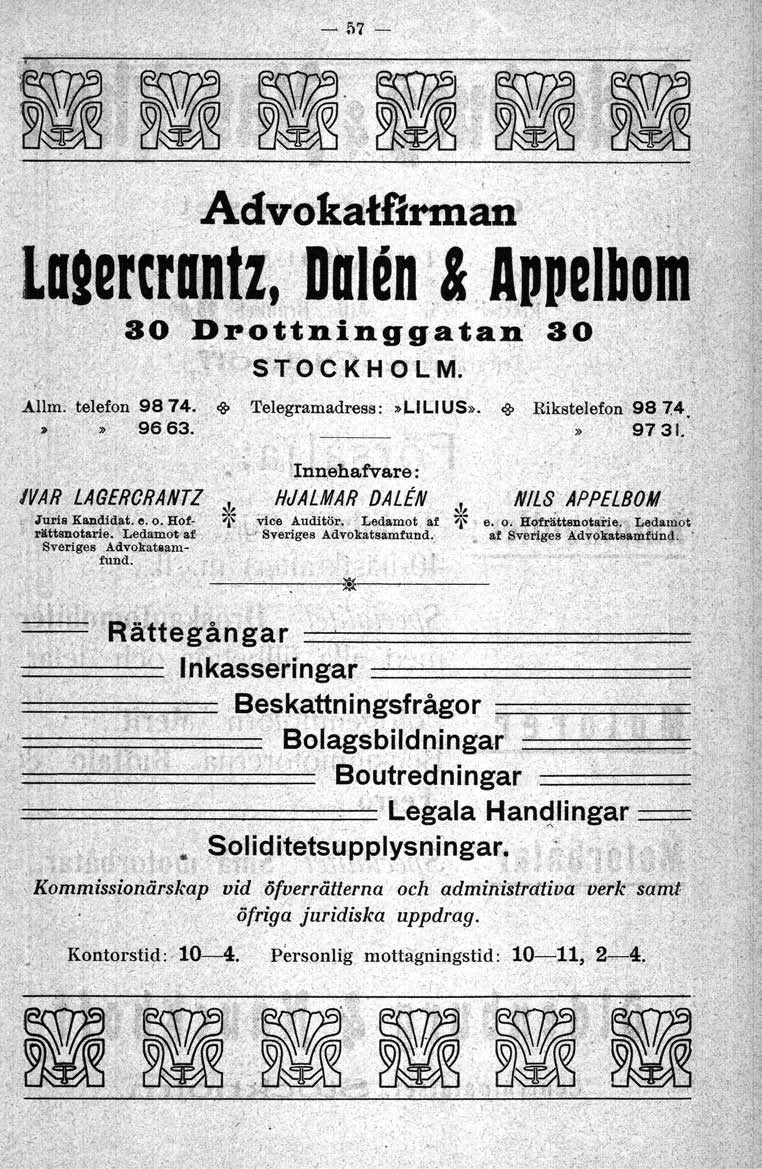 — 57 —
Advokatfirman
Lagercrantz, Dalén & Appelbom
30 Drottninggatan 30
STOCKHOLM.
Allm. telefon 98 74. Telegramadress: »LILIUS». Rikstelefon 98 74.
» » 96 63. » 97 31.
Innehafvare:
IVAR LAGERCRANTZ
Juris Kandidat. e. o. Hof-
rättsnotarie. Ledamot af
Sveriges Advokatsam-
fund.
HJALMAR DALÉN
vice Auditör. Ledamot af
Sveriges Advokatsamfund.
NILS APPELBOM
e. o. Hofrättsnotarie. Ledamot
af Sveriges Advokatsamfund.
Rättegångar
Inkasseringar
Beskattningsfrågor
Bolagsbildningar
Boutredningar
Legala Handlingar
Soliditetsupplysningar.
Kommissionärskap vid öfverrätterna och administrativa verk samt
öfriga juridiska uppdrag.
Kontorstid: 10—4. Personlig mottagningstid: 10—11, 2—4.